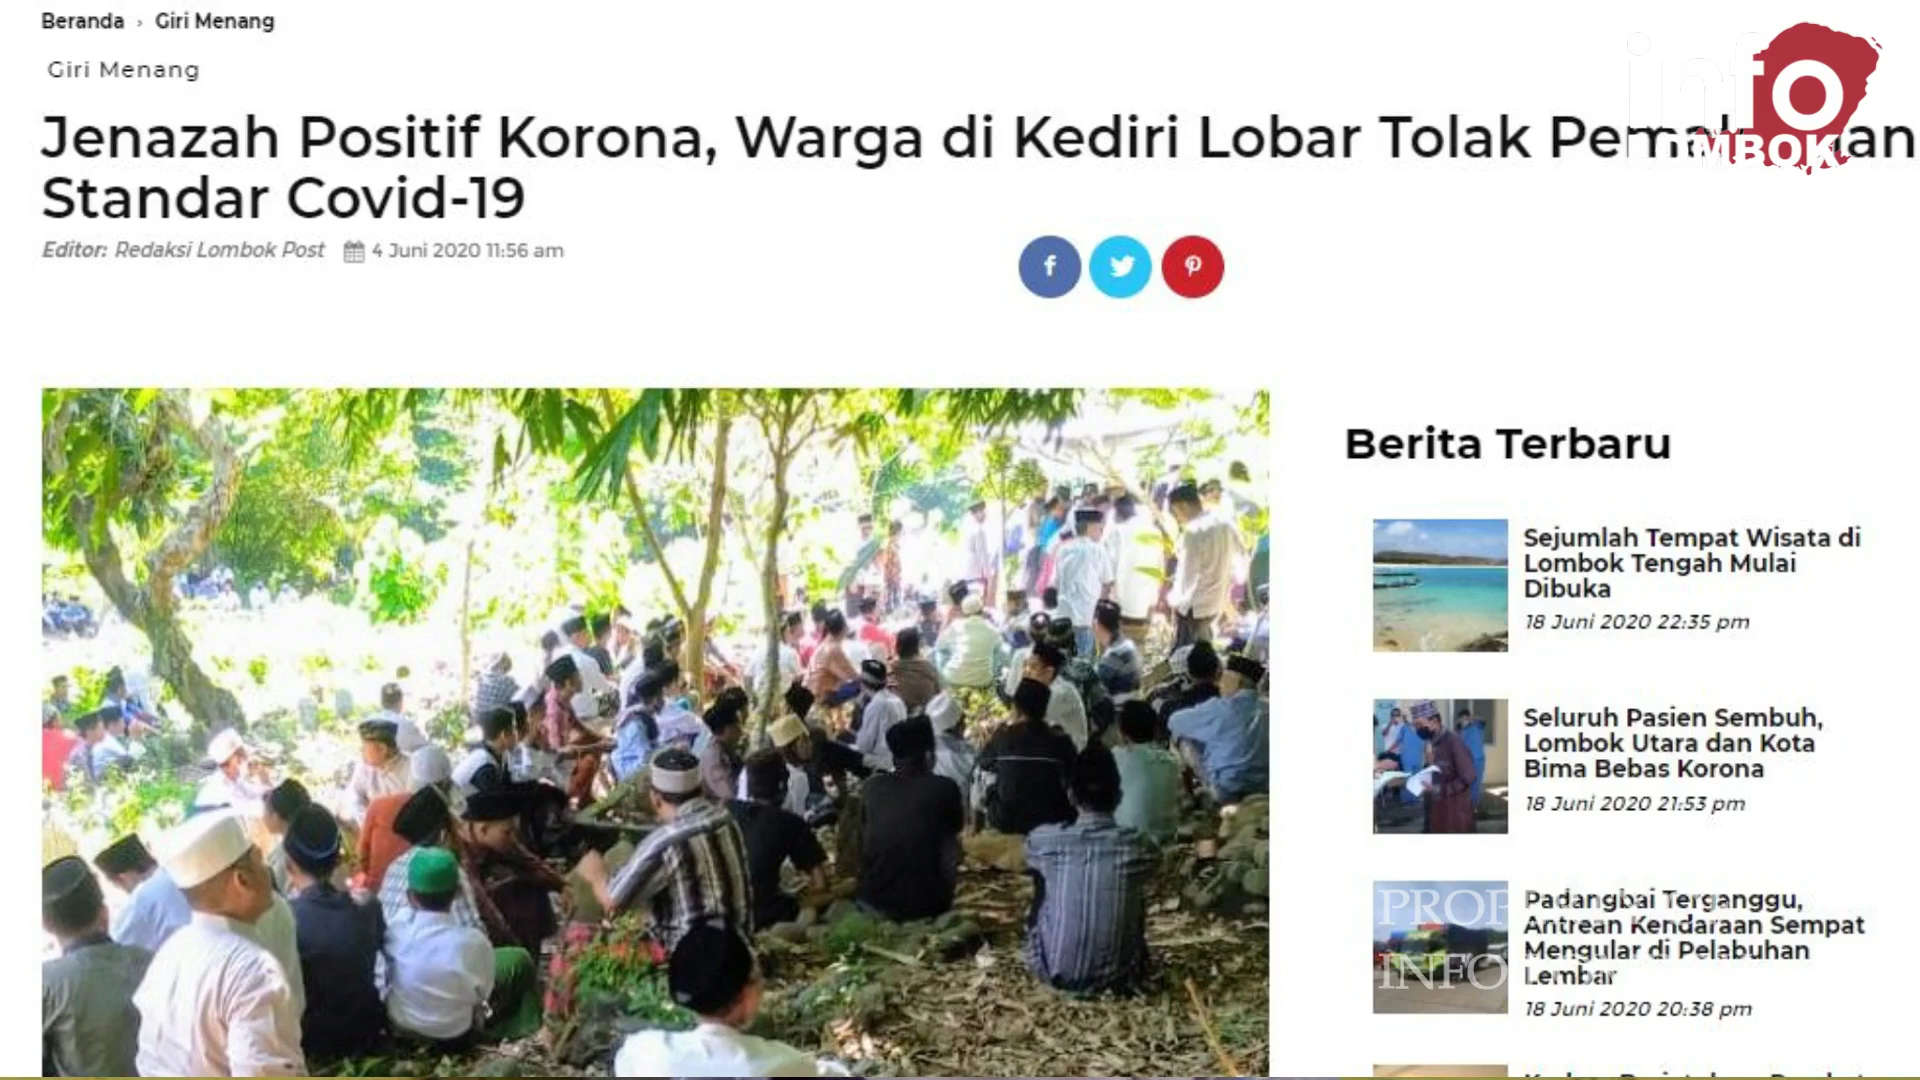 Beranda › Giri Menang
Giri Menang
info
LOMBOK
Jenazah Positif Korona, Warga di Kediri Lobar Tolak
Standar Covid-19
Editor: Redaksi Lombok Post 4 Juni 2020 11:56 am
Berita Terbaru
Sejumlah Tempat Wisata di
Lombok Tengah Mulai
Dibuka
18 Juni 2020 22:35 pm
Seluruh Pasien Sembuh,
Lombok Utara dan Kota
Bima Bebas Korona
18 Juni 2020 21:53 pm
Padangbai Terganggu,
Antrean Kendaraan Sempat
Mengular di Pelabuhan
Lembar
18 Juni 2020 20:38 pm